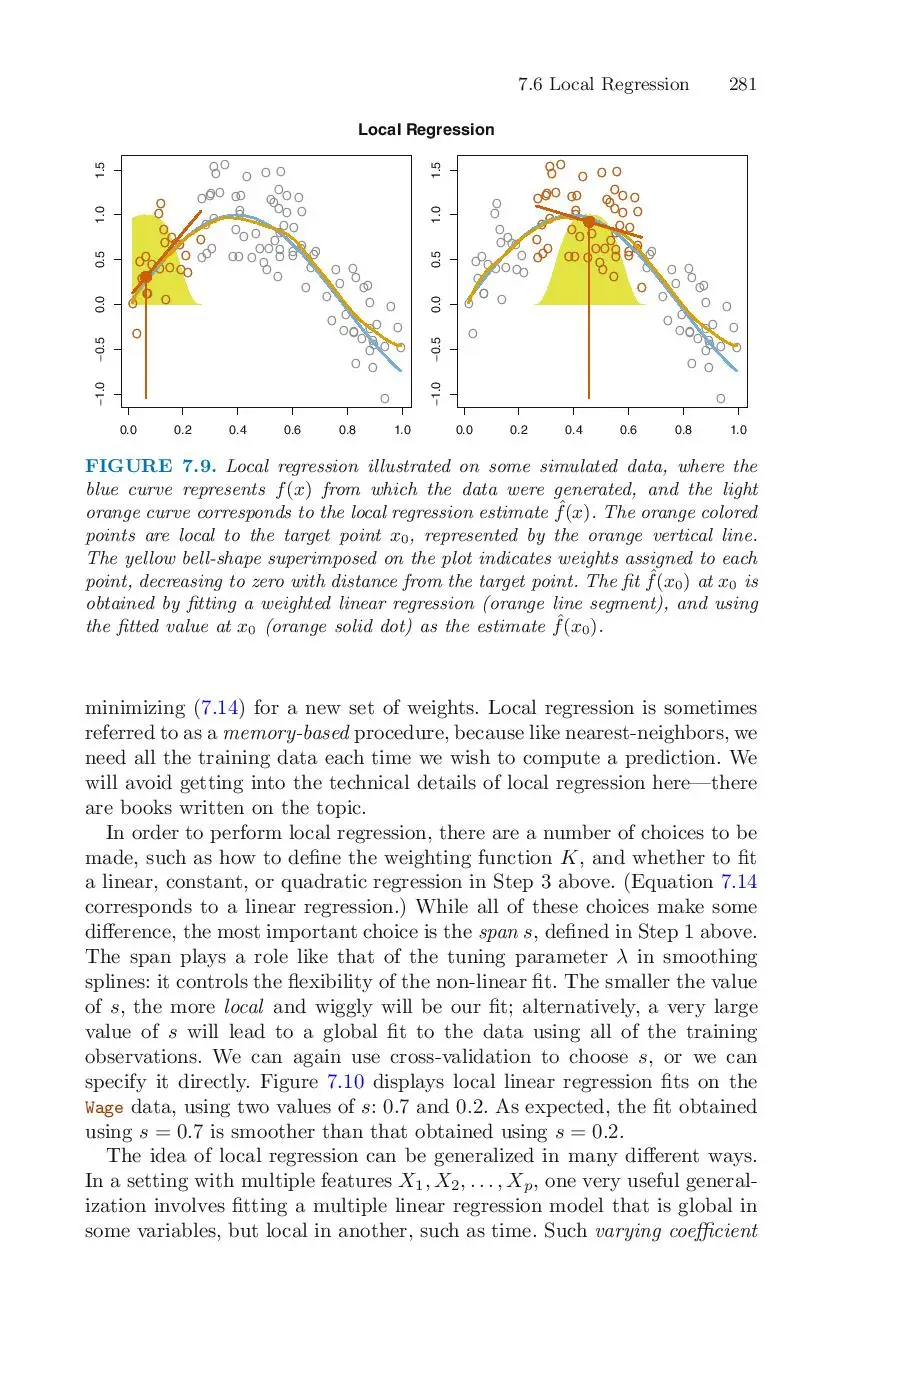 7.6 Local Regression 281
Local Regression
1.5
1.0
0.5
0.0
−0.5
−1.0
0.0 0.2 0.4 0.6 0.8 1.0
1.5
1.0
0.5
0.0
−0.5
−1.0
0.0 0.2 0.4 0.6 0.8 1.0
FIGURE 7.9. Local regression illustrated on some simulated data, where the
blue curve represents f(x) from which the data were generated, and the light
orange curve corresponds to the local regression estimate f̂(x). The orange colored
points are local to the target point x₀, represented by the orange vertical line.
The yellow bell-shape superimposed on the plot indicates weights assigned to each
point, decreasing to zero with distance from the target point. The fit f̂(x₀) at x₀ is
obtained by fitting a weighted linear regression (orange line segment), and using
the fitted value at x₀ (orange solid dot) as the estimate f̂(x₀).
minimizing (7.14) for a new set of weights. Local regression is sometimes
referred to as a memory-based procedure, because like nearest-neighbors, we
need all the training data each time we wish to compute a prediction. We
will avoid getting into the technical details of local regression here—there
are books written on the topic.
In order to perform local regression, there are a number of choices to be
made, such as how to define the weighting function K, and whether to fit
a linear, constant, or quadratic regression in Step 3 above. (Equation 7.14
corresponds to a linear regression.) While all of these choices make some
difference, the most important choice is the span s, defined in Step 1 above.
The span plays a role like that of the tuning parameter λ in smoothing
splines: it controls the flexibility of the non-linear fit. The smaller the value
of s, the more local and wiggly will be our fit; alternatively, a very large
value of s will lead to a global fit to the data using all of the training
observations. We can again use cross-validation to choose s, or we can
specify it directly. Figure 7.10 displays local linear regression fits on the
Wage data, using two values of s: 0.7 and 0.2. As expected, the fit obtained
using s = 0.7 is smoother than that obtained using s = 0.2.
The idea of local regression can be generalized in many different ways.
In a setting with multiple features X₁, X₂, . . . , Xₚ, one very useful general-
ization involves fitting a multiple linear regression model that is global in
some variables, but local in another, such as time. Such varying coefficient